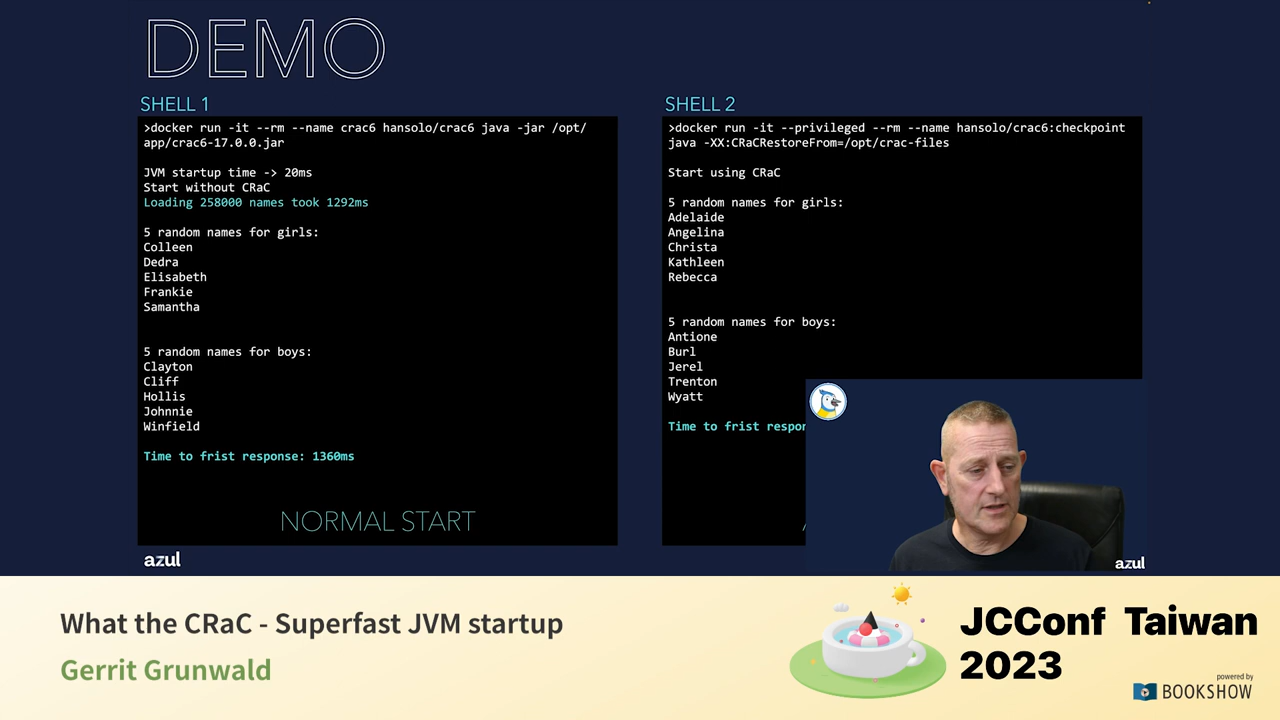 DEMO
SHELL 1
>docker run -it --rm --name crac6 hansolo/crac6 java -jar /opt/
app/crac6-17.0.0.jar
JVM startup time -> 20ms
Start without CRaC
Loading 258000 names took 1292ms
5 random names for girls:
Colleen
Dedra
Elisabeth
Frankie
Samantha
5 random names for boys:
Clayton
Cliff
Hollis
Johnnie
Winfield
Time to frist response: 1360ms
NORMAL START
azul
SHELL 2
>docker run -it --privileged --rm --name hansolo/crac6:checkpoint
java -XX:CRaCRestoreFrom=/opt/crac-files
Start using CRaC
5 random names for girls:
Adelaide
Angelina
Christa
Kathleen
Rebecca
5 random names for boys:
Antione
Burl
Jerel
Trenton
Wyatt
Time to frist respon
azul
What the CRaC - Superfast JVM startup
Gerrit Grunwald
JCConf Taiwan
2023
powered by
BOOKSHOW